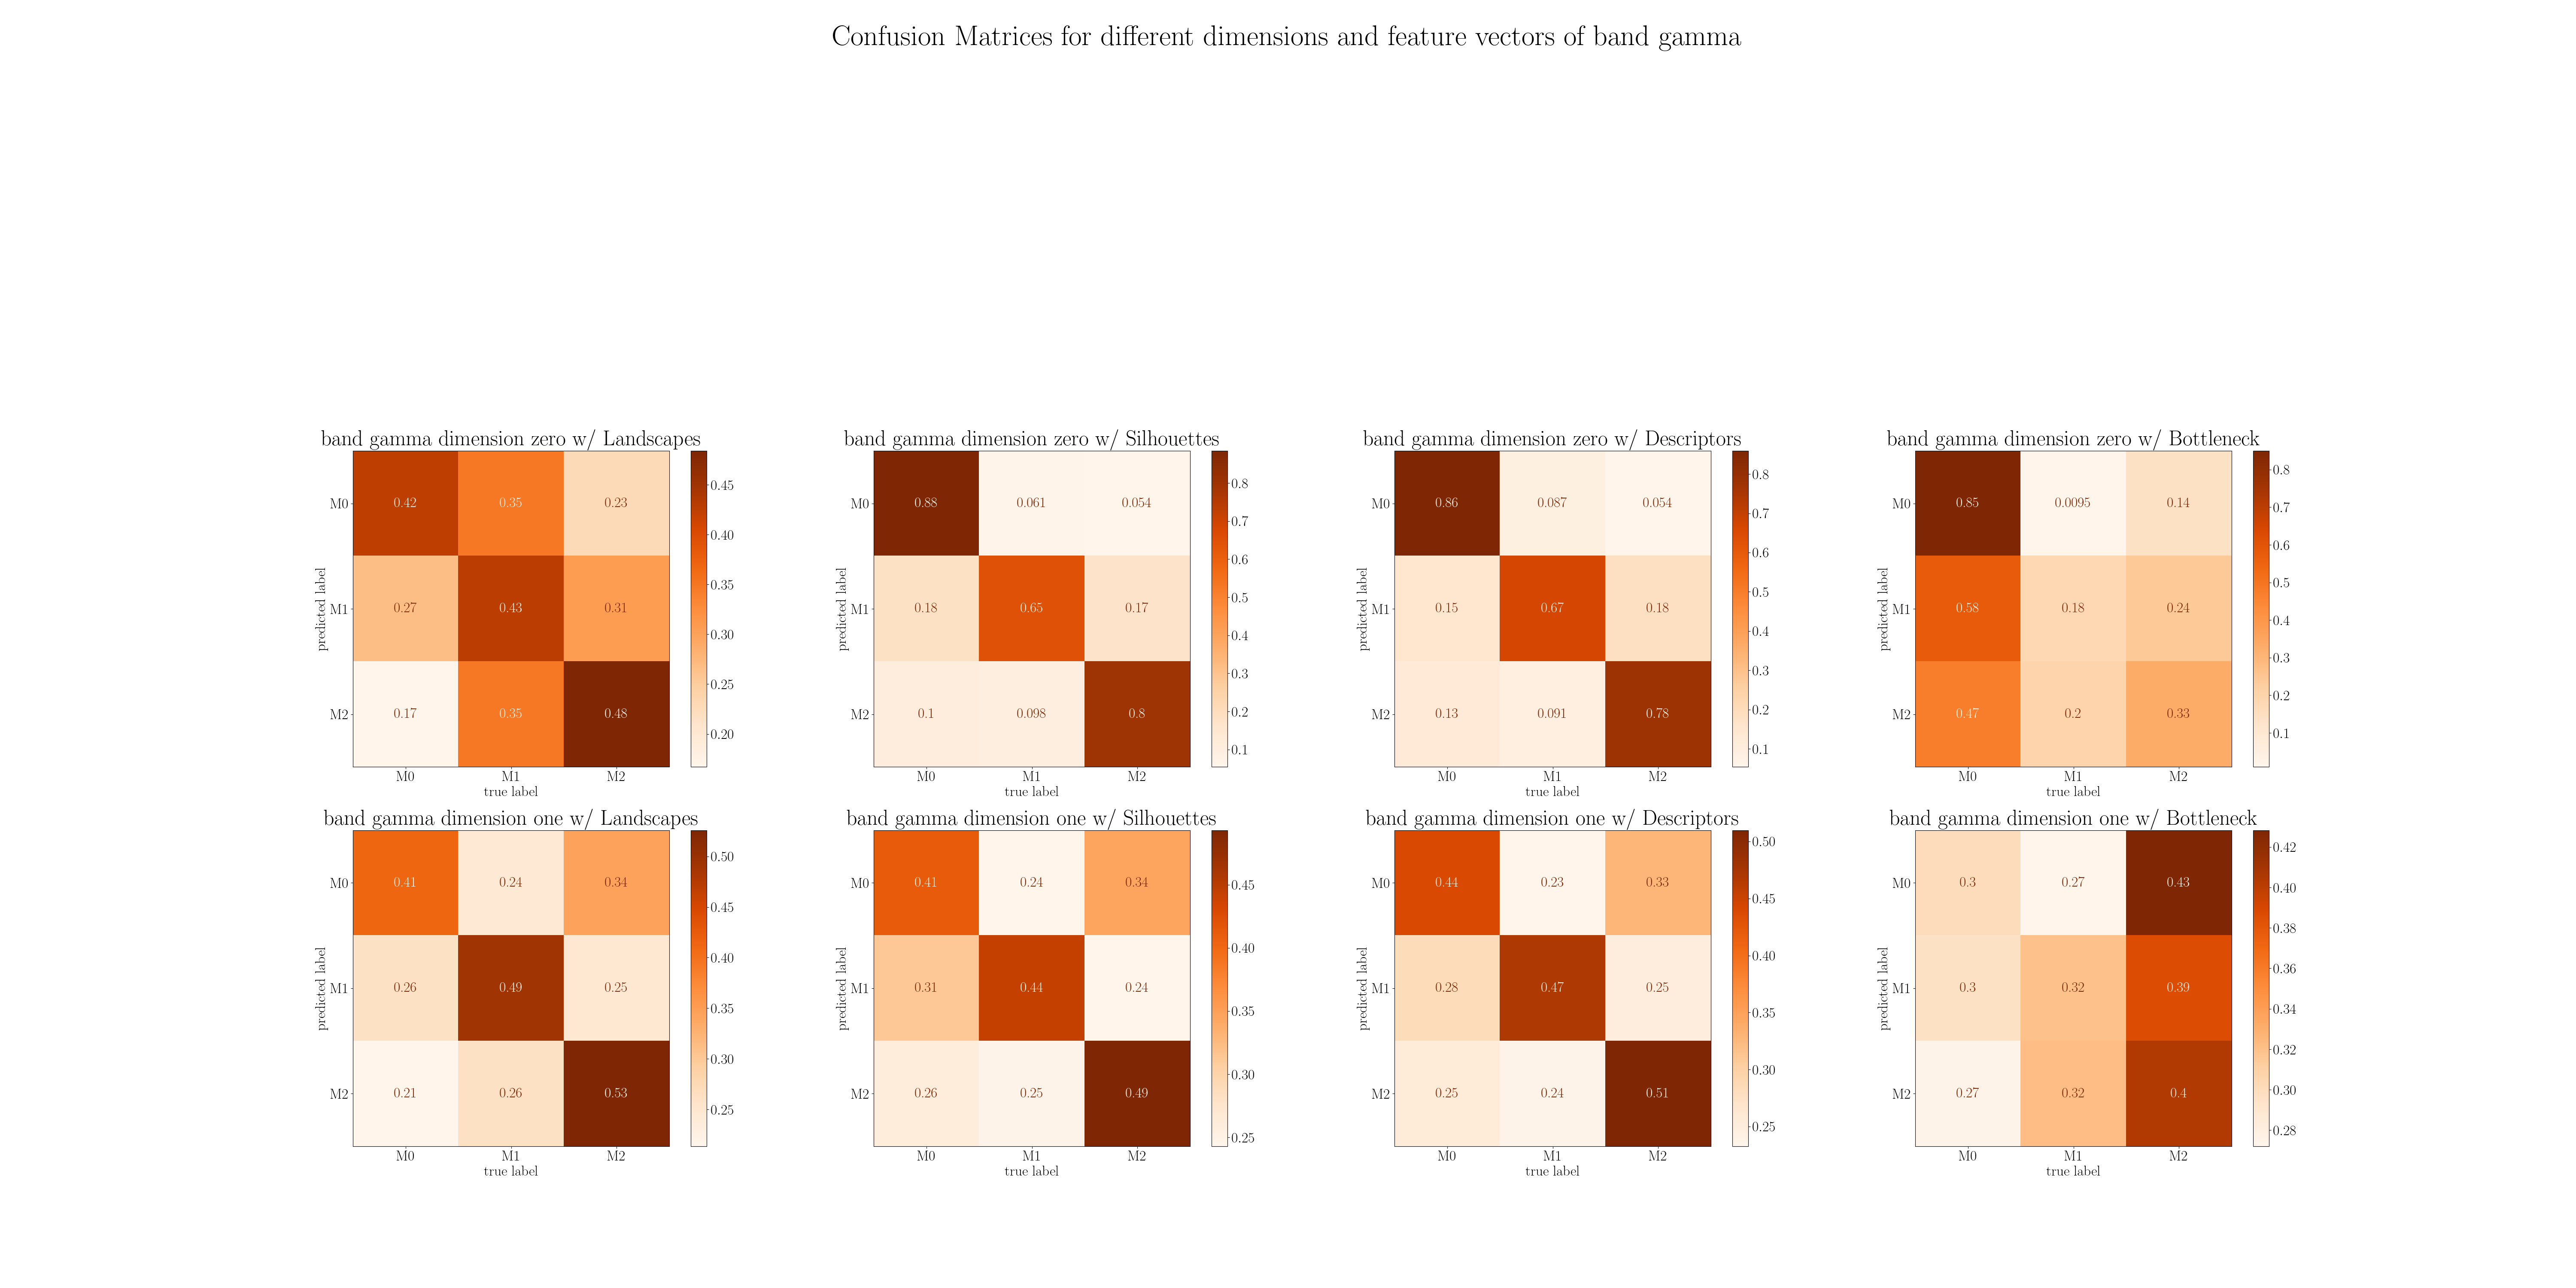 Confusion Matrices for different dimensions and feature vectors of band gamma
band gamma dimension zero w/ Landscapes
M0
0.42
0.35
0.23
M1
0.27
0.43
0.31
M2
0.17
0.35
0.48
M0
M1
M2
true label
predicted label
0.45
0.40
0.35
0.30
0.25
0.20
band gamma dimension zero w/ Silhouettes
M0
0.88
0.061
0.054
M1
0.18
0.65
0.17
M2
0.1
0.098
0.8
M0
M1
M2
true label
predicted label
0.8
0.7
0.6
0.5
0.4
0.3
0.2
0.1
band gamma dimension zero w/ Descriptors
M0
0.86
0.087
0.054
M1
0.15
0.67
0.18
M2
0.13
0.091
0.78
M0
M1
M2
true label
predicted label
0.8
0.7
0.6
0.5
0.4
0.3
0.2
0.1
band gamma dimension zero w/ Bottleneck
M0
0.85
0.0095
0.14
M1
0.58
0.18
0.24
M2
0.47
0.2
0.33
M0
M1
M2
true label
predicted label
0.8
0.7
0.6
0.5
0.4
0.3
0.2
0.1
band gamma dimension one w/ Landscapes
M0
0.41
0.24
0.34
M1
0.26
0.49
0.25
M2
0.21
0.26
0.53
M0
M1
M2
true label
predicted label
0.50
0.45
0.40
0.35
0.30
0.25
band gamma dimension one w/ Silhouettes
M0
0.41
0.24
0.34
M1
0.31
0.44
0.24
M2
0.26
0.25
0.49
M0
M1
M2
true label
predicted label
0.45
0.40
0.35
0.30
0.25
band gamma dimension one w/ Descriptors
M0
0.44
0.23
0.33
M1
0.28
0.47
0.25
M2
0.25
0.24
0.51
M0
M1
M2
true label
predicted label
0.50
0.45
0.40
0.35
0.30
0.25
band gamma dimension one w/ Bottleneck
M0
0.3
0.27
0.43
M1
0.3
0.32
0.39
M2
0.27
0.32
0.4
M0
M1
M2
true label
predicted label
0.42
0.40
0.38
0.36
0.34
0.32
0.30
0.28